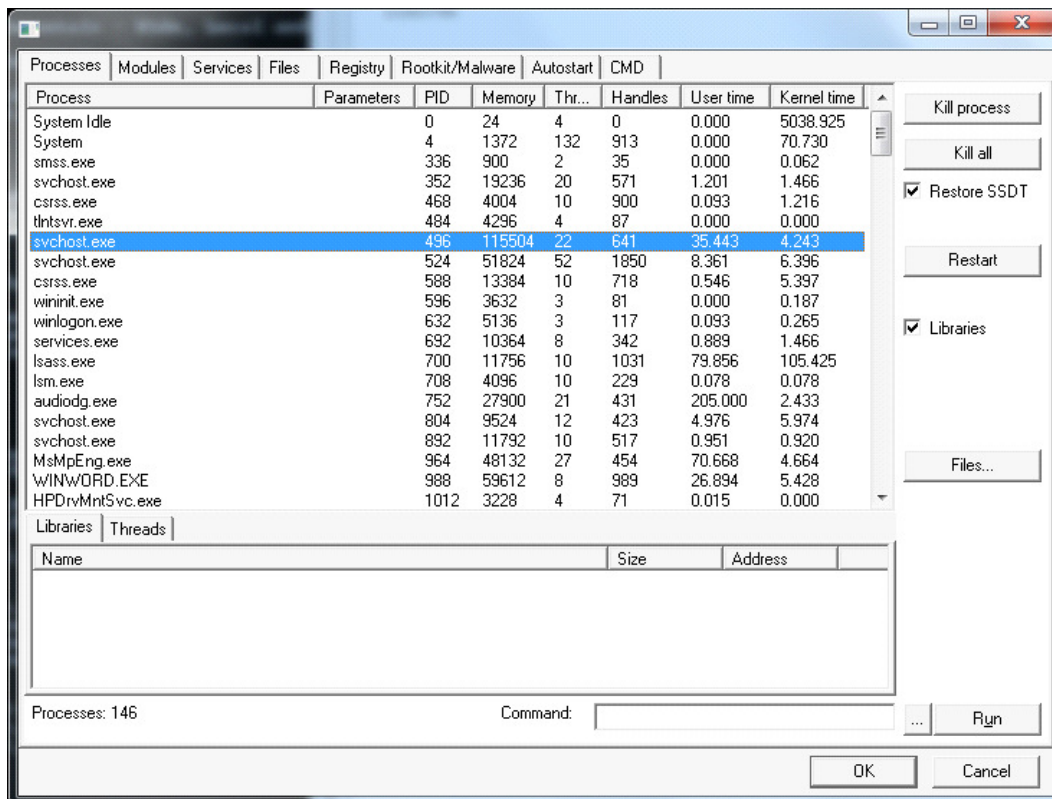 Processes Modules Services Files Registry Rootkit/Malware Autostart CMD
Process Parameters PID Memory Thr... Handles User time Kernel time
System Idle 0 24 4 0 0.000 5038.925
System 4 1372 132 913 0.000 70.730
smss.exe 336 900 2 35 0.000 0.062
svchost.exe 352 19236 20 571 1.201 1.466
csrss.exe 468 4004 10 900 0.093 1.216
tlntsvr.exe 484 4296 4 87 0.000 0.000
svchost.exe 496 115504 22 641 35.443 4.243
svchost.exe 524 51824 52 1850 8.361 6.396
csrss.exe 588 13384 10 718 0.546 5.397
wininit.exe 596 3632 3 81 0.000 0.187
winlogon.exe 632 5136 3 117 0.093 0.265
services.exe 692 10364 8 342 0.889 1.466
lsass.exe 700 11756 10 1031 79.856 105.425
lsm.exe 708 4096 10 229 0.078 0.078
audiodg.exe 752 27900 21 431 205.000 2.433
svchost.exe 804 9524 12 423 4.976 5.974
svchost.exe 892 11792 10 517 0.951 0.920
MsMpEng.exe 964 48132 27 454 70.668 4.664
WINWORD.EXE 988 59612 8 989 26.894 5.428
HPDrvMntSvc.exe 1012 3228 4 71 0.015 0.000
Kill process
Kill all
Restore SSDT
Restart
Libraries
Files...
Libraries Threads
Name Size Address
Processes: 146 Command: ... Run
OK Cancel